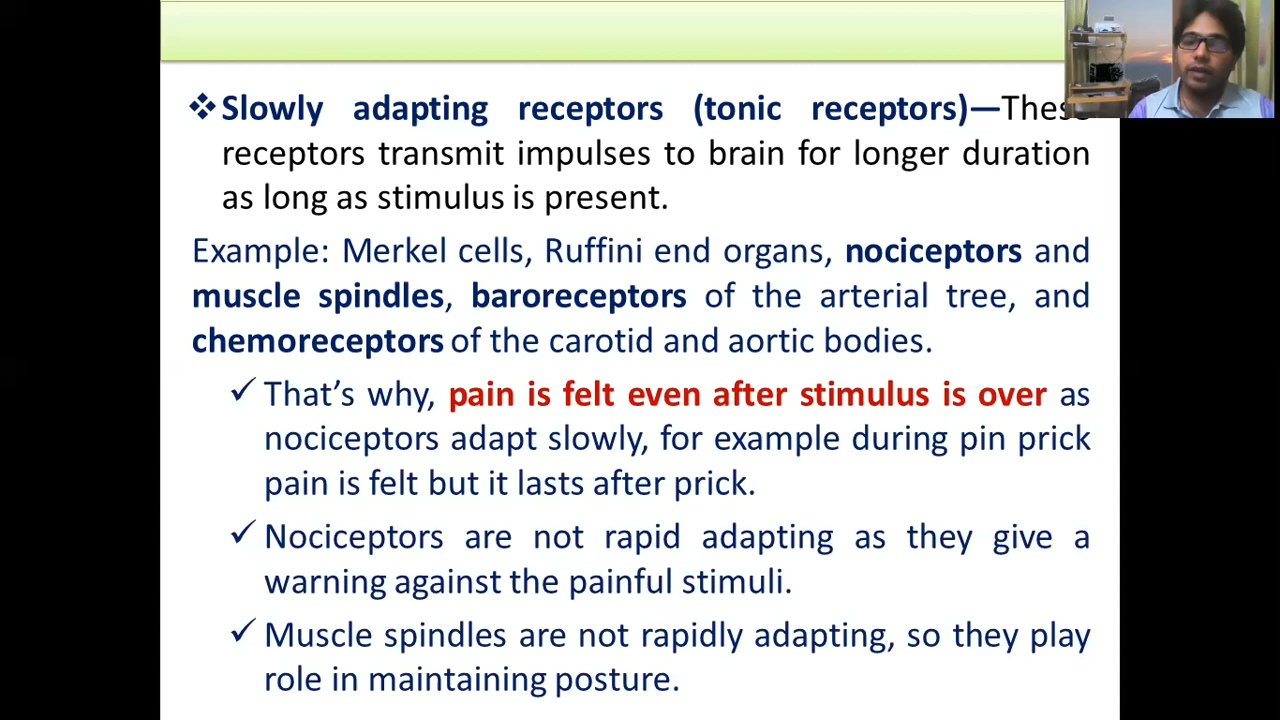 ❖Slowly adapting receptors (tonic receptors)—These
receptors transmit impulses to brain for longer duration
as long as stimulus is present.
Example: Merkel cells, Ruffini end organs, nociceptors and
muscle spindles, baroreceptors of the arterial tree, and
chemoreceptors of the carotid and aortic bodies.
✓ That’s why, pain is felt even after stimulus is over as
nociceptors adapt slowly, for example during pin prick
pain is felt but it lasts after prick.
✓ Nociceptors are not rapid adapting as they give a
warning against the painful stimuli.
✓ Muscle spindles are not rapidly adapting, so they play
role in maintaining posture.